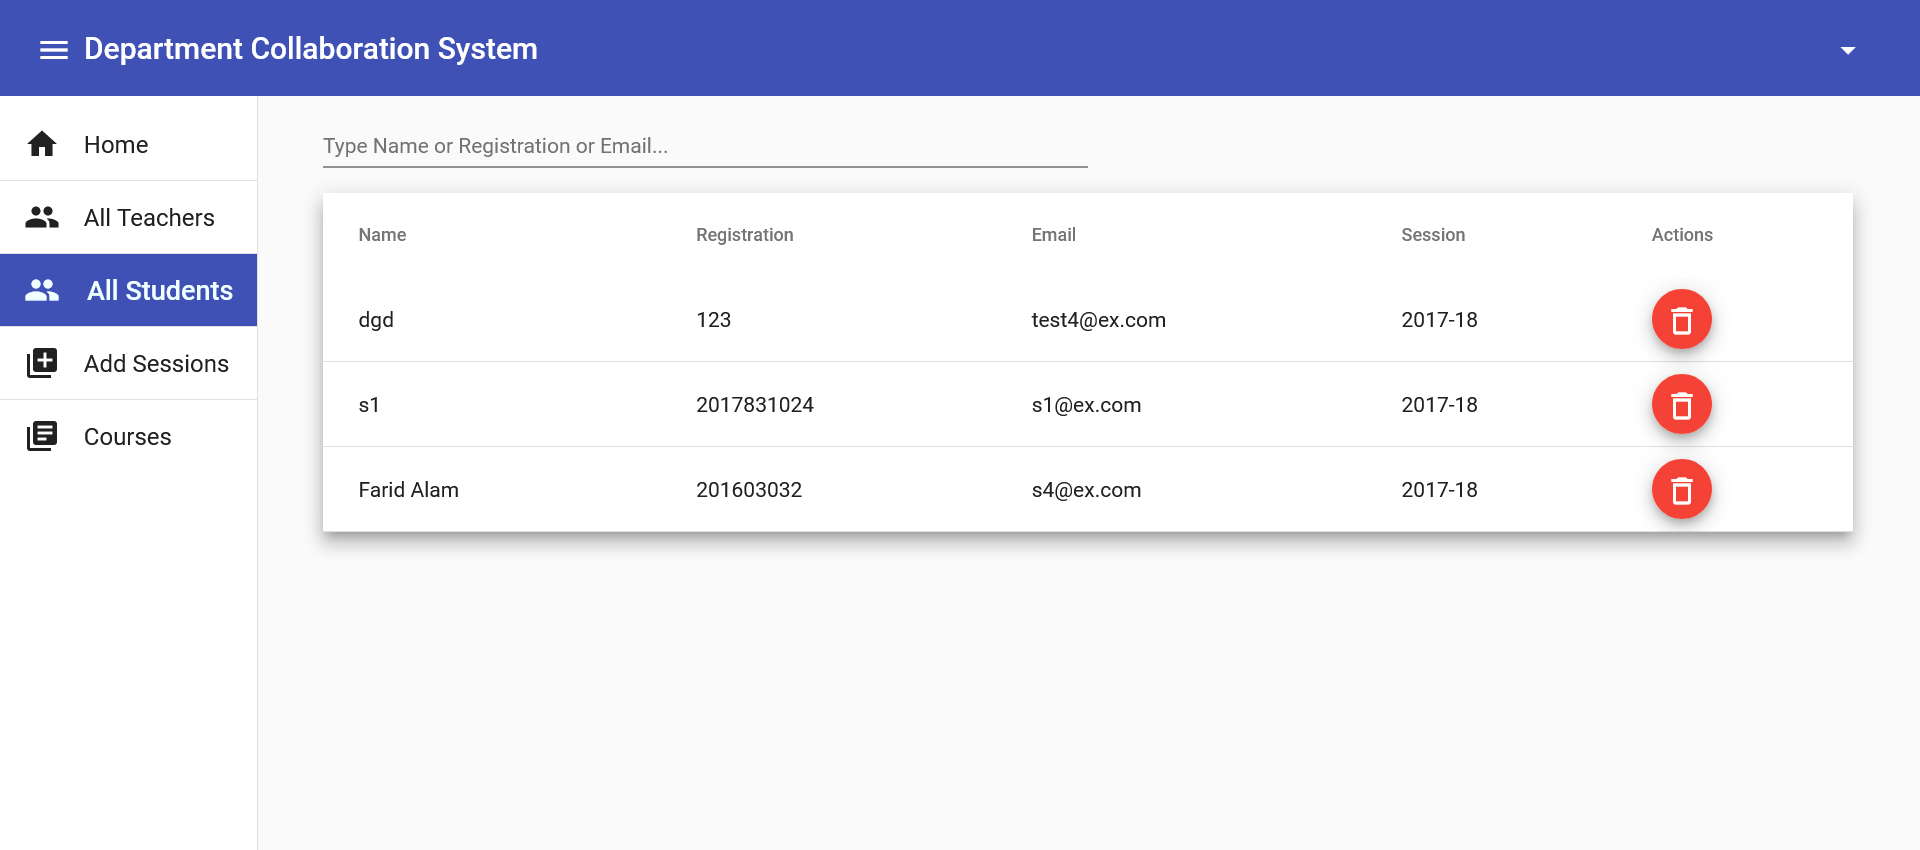 Department Collaboration System
Home
All Teachers
All Students
Add Sessions
Courses
Type Name or Registration or Email...
Name Registration Email Session Actions
dgd 123 test4@ex.com 2017-18
s1 2017831024 s1@ex.com 2017-18
Farid Alam 201603032 s4@ex.com 2017-18